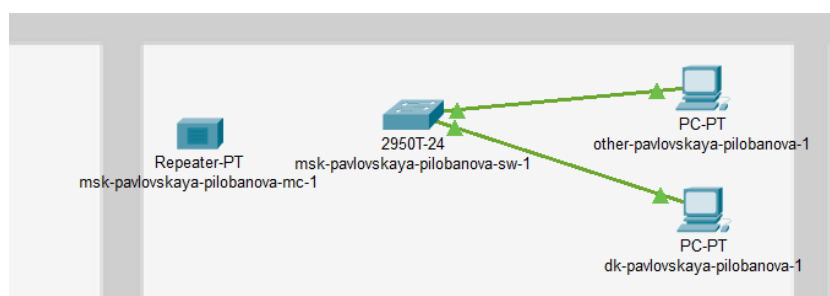 Repeater-PT
msk-pavlovskaya-pilobanova-mc-1
2950T-24
msk-pavlovskaya-pilobanova-sw-1
PC-PT
other-pavlovskaya-pilobanova-1
PC-PT
dk-pavlovskaya-pilobanova-1